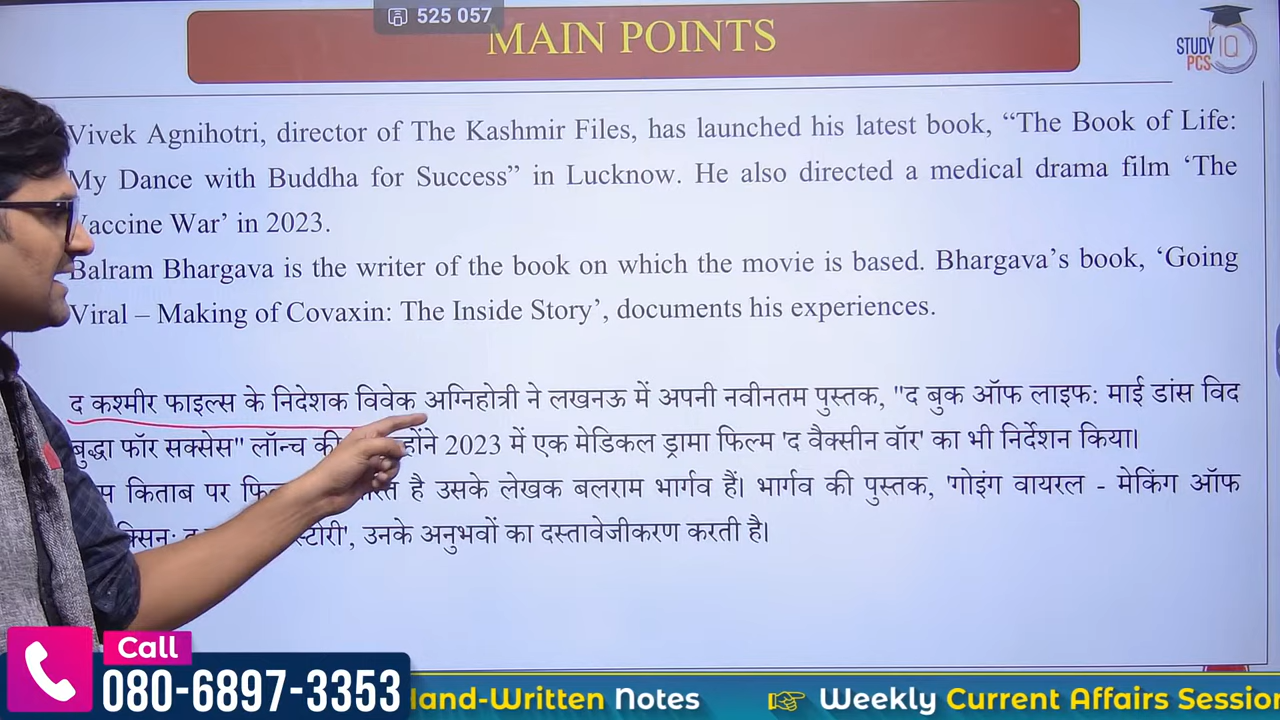 525 057
MAIN POINTS
STUDY IQ
PCS
Vivek Agnihotri, director of The Kashmir Files, has launched his latest book, “The Book of Life:
My Dance with Buddha for Success” in Lucknow. He also directed a medical drama film ‘The
Vaccine War’ in 2023.
Balram Bhargava is the writer of the book on which the movie is based. Bhargava’s book, ‘Going
Viral – Making of Covaxin: The Inside Story’, documents his experiences.
द कश्मीर फाइल्स के निदेशक विवेक अग्निहोत्री ने लखनऊ में अपनी नवीनतम पुस्तक, "द बुक ऑफ लाइफ: माई डांस विद
बुद्धा फॉर सक्सेस" लॉन्च की 2023 में एक मेडिकल ड्रामा फिल्म 'द वैक्सीन वॉर' का भी निर्देशन किया।
किताब पर है उसके लेखक बलराम भार्गव हैं। भार्गव की पुस्तक, 'गोइंग वायरल - मेकिंग ऑफ
उनके अनुभवों का दस्तावेजीकरण करती है।
Call
080-6897-3353
Hand-Written Notes
Weekly Current Affairs